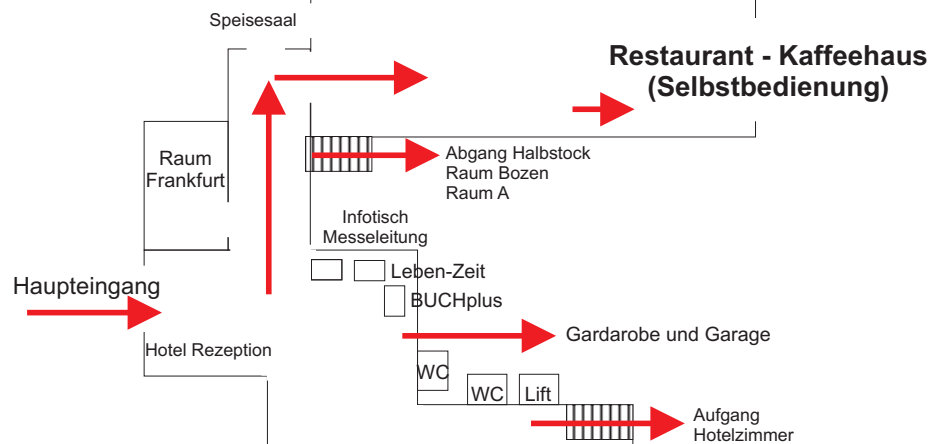 Speisesaal
Restaurant - Kaffeehaus
(Selbstbedienung)
Raum
Frankfurt
Abgang Halbstock
Raum Bozen
Raum A
Infotisch
Messeleitung
Leben-Zeit
BUCHplus
Haupteingang
Gardarobe und Garage
Hotel Rezeption
WC
WC
Lift
Aufgang
Hotelzimmer